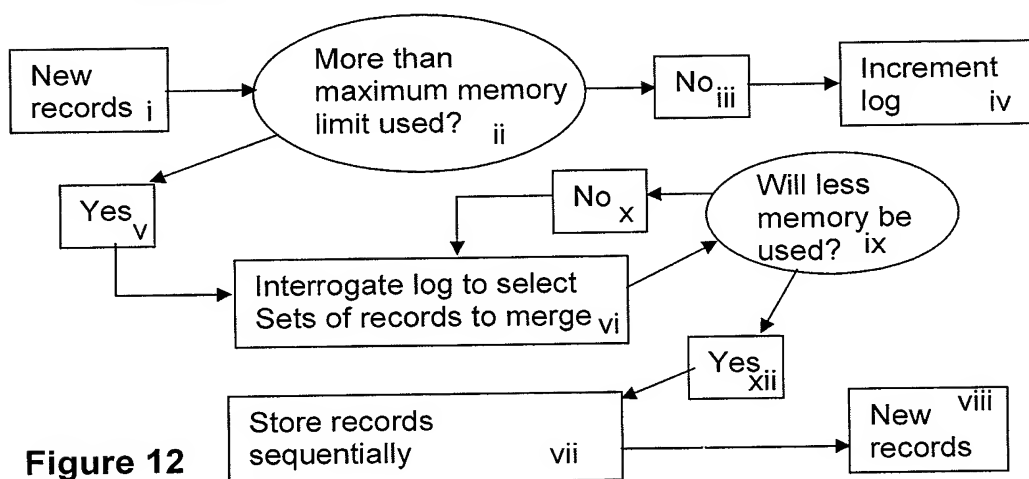 New
records i
More than
maximum memory
limit used? ii
No iii
Increment
log iv
Yes v
No x
Will less
memory be
used? ix
Interrogate log to select
Sets of records to merge vi
Yes xii
Store records
sequentially vii
New viii
records
Figure 12